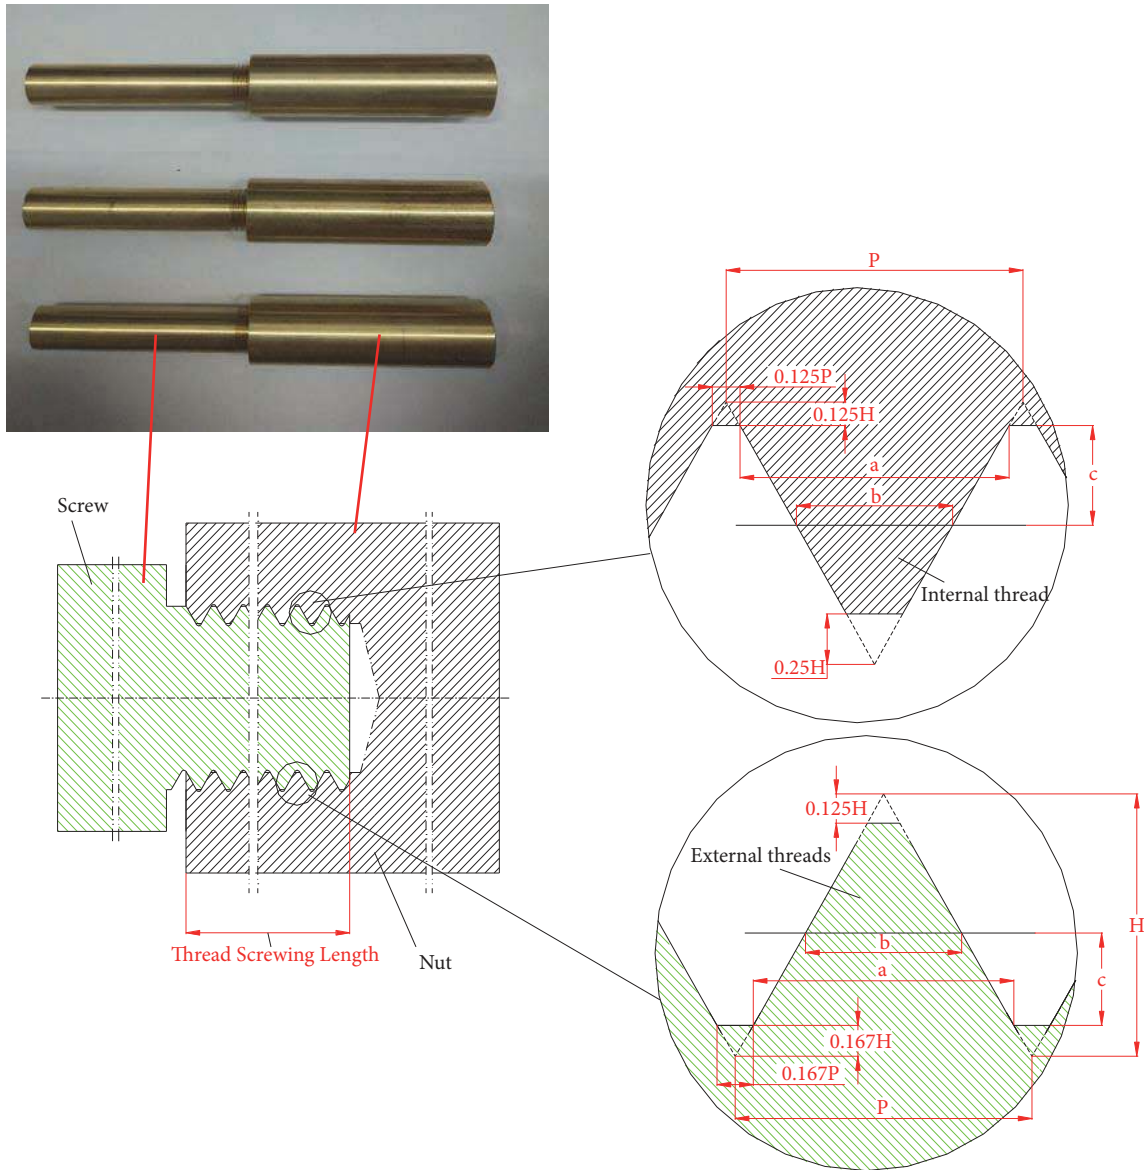 P
0.125P
0.125H
a
c
b
Screw
Internal thread
0.25H
0.125H
External threads
H
b
Thread Screwing Length
Nut
a
c
0.167H
0.167P
P